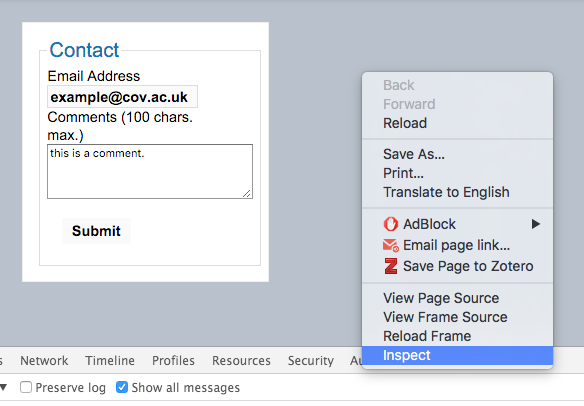 Contact
Email Address
example@cov.ac.uk
Comments (100 chars.
max.)
this is a comment.
Submit
Back
Forward
Reload
Save As...
Print...
Translate to English
AdBlock
Email page link...
Save Page to Zotero
View Page Source
View Frame Source
Reload Frame
Inspect
Network Timeline Profiles Resources Security
Preserve log Show all messages